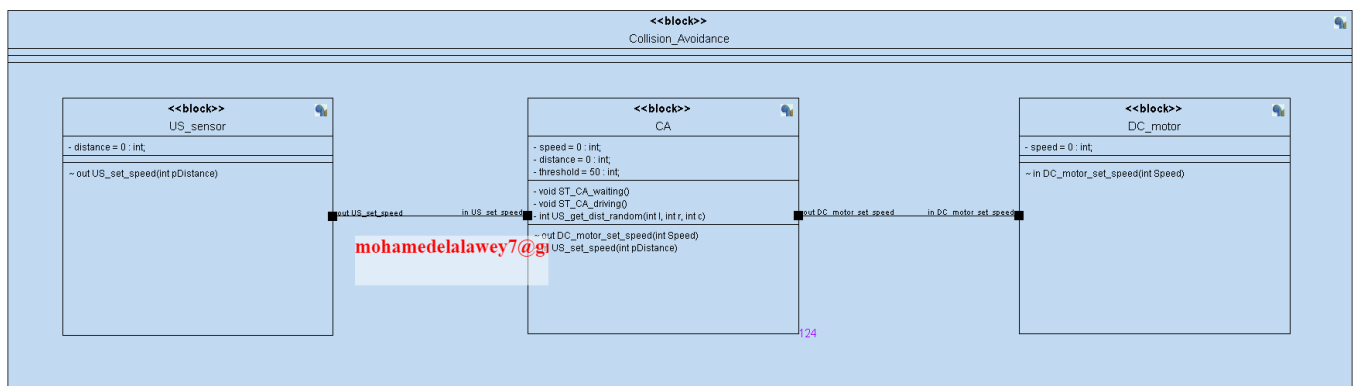 <<block>>
Collision_Avoidance
<<block>>
US_sensor
- distance = 0 : int;
~ out US_set_speed(int pDistance)
out US_set_speed
in US_set_speed
<<block>>
CA
- speed = 0 : int;
- distance = 0 : int;
- threshold = 50 : int;
- void ST_CA_waiting()
- void ST_CA_driving()
- int US_get_dist_random(int l, int r, int c)
~ out DC_motor_set_speed(int Speed)
US_set_speed(int pDistance)
mohamedelalawey7@g
124
out DC_motor_set_speed
in DC_motor_set_speed
<<block>>
DC_motor
- speed = 0 : int;
~ in DC_motor_set_speed(int Speed)